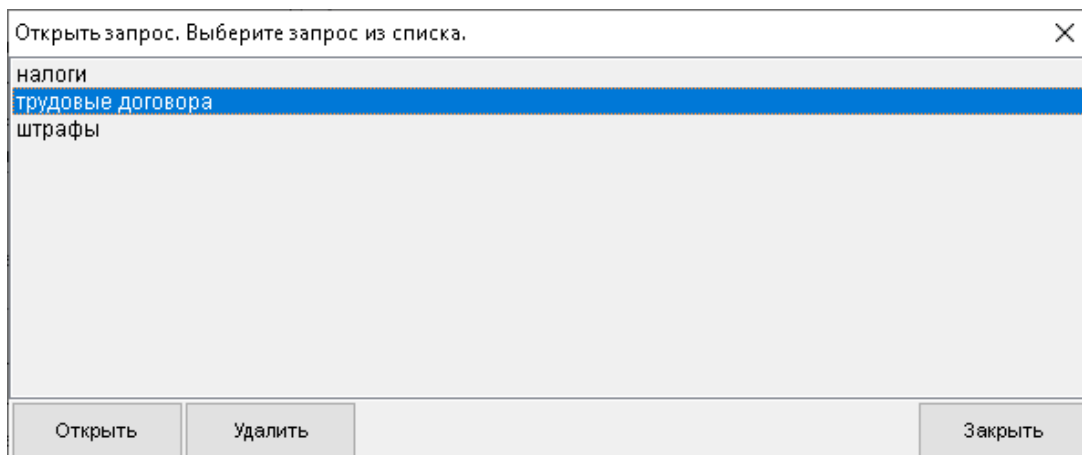 Открыть запрос. Выберите запрос из списка.
налоги
трудовые договора
штрафы
Открыть
Удалить
Закрыть